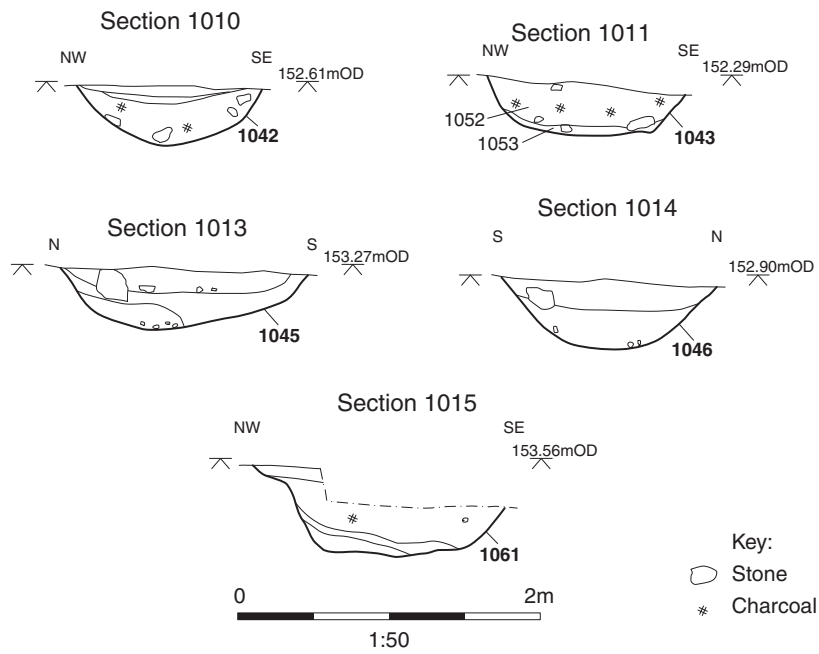 Section 1010
NW SE 152.61mOD
1042
Section 1011
NW SE 152.29mOD
1052
1053
1043
Section 1013
N S 153.27mOD
1045
Section 1014
S N 152.90mOD
1046
Section 1015
NW SE 153.56mOD
1061
Key:
Stone
Charcoal
0 2m
1:50